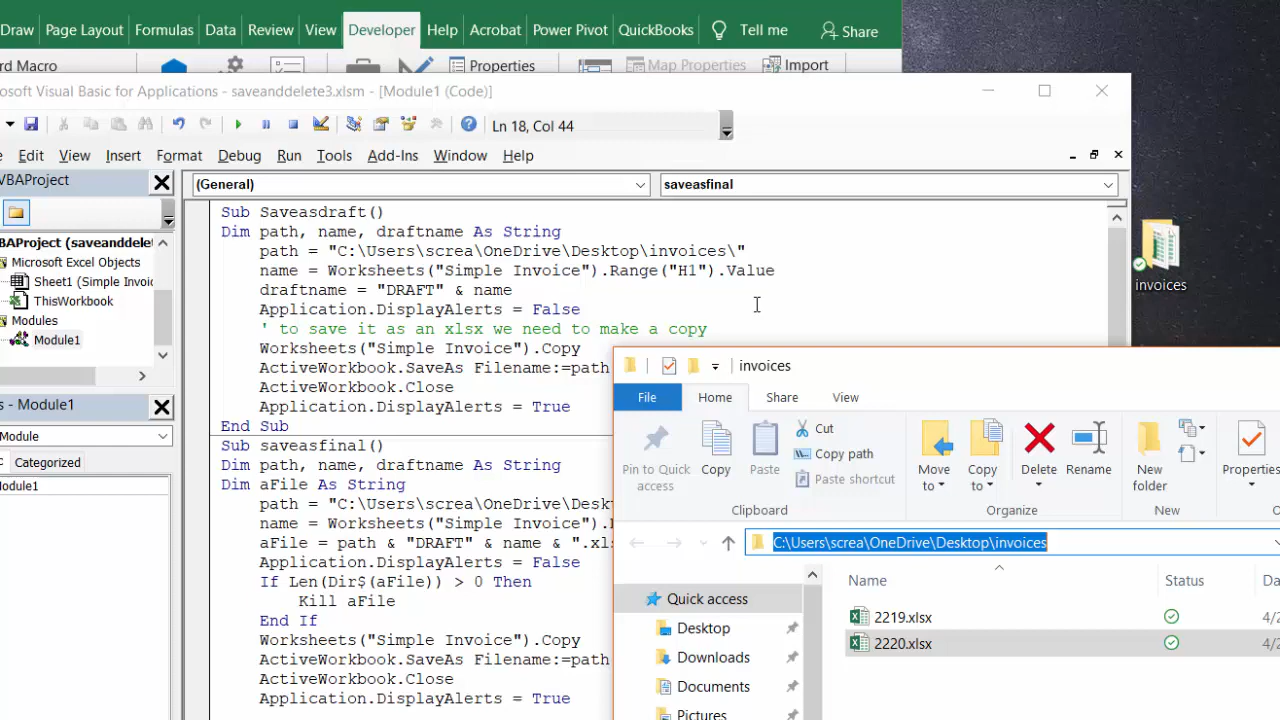 Draw Page Layout Formulas Data Review View Developer Help Acrobat Power Pivot QuickBooks Tell me Share
rd Macro Properties Map Properties Import
osoft Visual Basic for Applications - saveanddelete3.xlsm - [Module1 (Code)]
Ln 18, Col 44
Edit View Insert Format Debug Run Tools Add-Ins Window Help
VBAProject
(General) saveasfinal
BAProject (saveanddele
Microsoft Excel Objects
Sheet1 (Simple Invoic
ThisWorkbook
Modules
Module1
s - Module1
Module
c Categorized
odule1
Sub Saveasdraft()
Dim path, name, draftname As String
path = "C:\Users\screa\OneDrive\Desktop\invoices\"
name = Worksheets("Simple Invoice").Range("H1").Value
draftname = "DRAFT" & name
Application.DisplayAlerts = False
' to save it as an xlsx we need to make a copy
Worksheets("Simple Invoice").Copy
ActiveWorkbook.SaveAs Filename:=path
ActiveWorkbook.Close
Application.DisplayAlerts = True
End Sub
Sub saveasfinal()
Dim path, name, draftname As String
Dim aFile As String
path = "C:\Users\screa\OneDrive\Deskt
name = Worksheets("Simple Invoice").
aFile = path & "DRAFT" & name & ".xls
Application.DisplayAlerts = False
If Len(Dir$(aFile)) > 0 Then
Kill aFile
End If
Worksheets("Simple Invoice").Copy
ActiveWorkbook.SaveAs Filename:=path
ActiveWorkbook.Close
Application.DisplayAlerts = True
invoices
invoices
File Home Share View
Pin to Quick access
Copy
Paste
Cut
Copy path
Paste shortcut
Move to
Copy to
Delete
Rename
New folder
Properties
Clipboard Organize New
C:\Users\screa\OneDrive\Desktop\invoices
Name Status Da
2219.xlsx 4/2
2220.xlsx 4/2
Quick access
Desktop
Downloads
Documents
Pictures